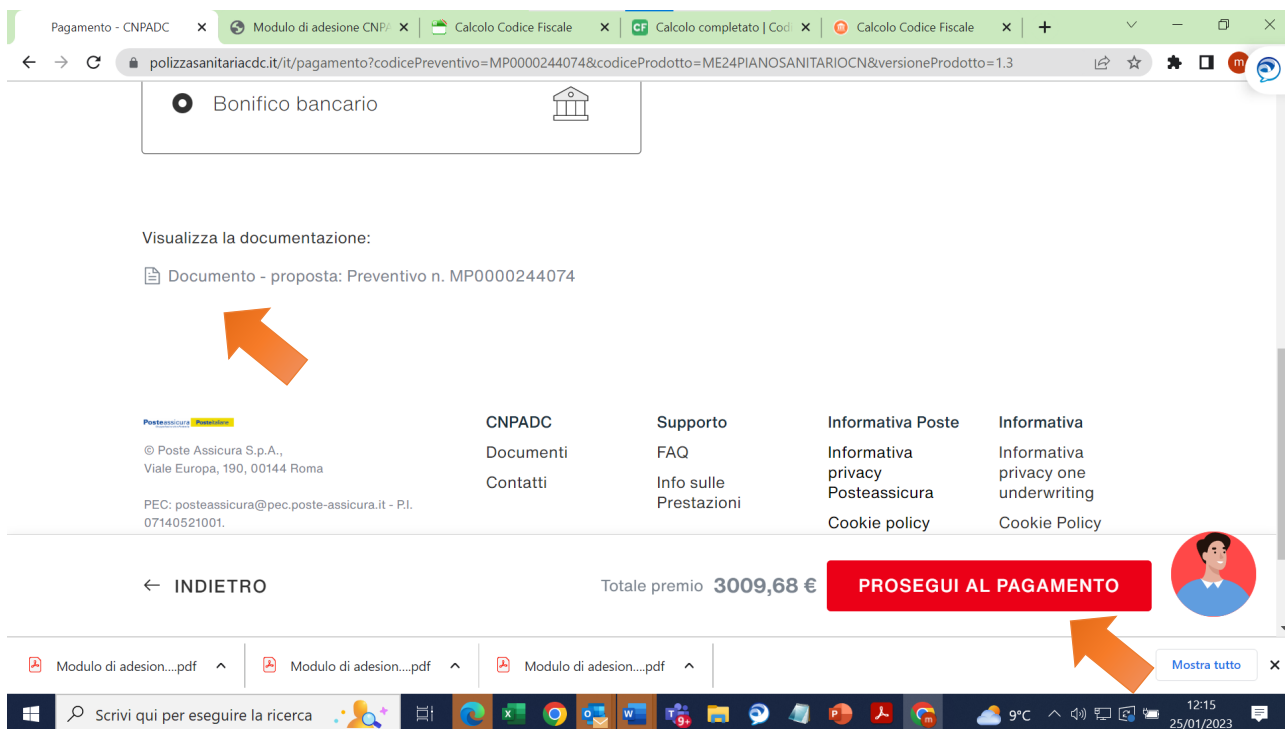 Pagamento - CNPADC
Modulo di adesione CNPA
Calcolo Codice Fiscale
CF Calcolo completato | Codi
Calcolo Codice Fiscale
polizzasanitariacdc.it/it/pagamento?codicePreventivo=MP0000244074&codiceProdotto=ME24PIANOSANITARIOCN&versioneProdotto=1.3
m
Bonifico bancario
Visualizza la documentazione:
Documento - proposta: Preventivo n. MP0000244074
Posteassicura Postetelane
© Poste Assicura S.p.A.,
Viale Europa, 190, 00144 Roma
PEC: posteassicura@pec.poste-assicura.it - P.I.
07140521001.
CNPADC
Documenti
Contatti
Supporto
FAQ
Info sulle
Prestazioni
Informativa Poste
Informativa
privacy
Posteassicura
Cookie policy
Informativa
Informativa
privacy one
underwriting
Cookie Policy
← INDIETRO
Totale premio 3009,68 €
PROSEGUI AL PAGAMENTO
Modulo di adesion....pdf
Modulo di adesion....pdf
Modulo di adesion....pdf
Mostra tutto
Scrivi qui per eseguire la ricerca
9+
9°C
12:15
25/01/2023